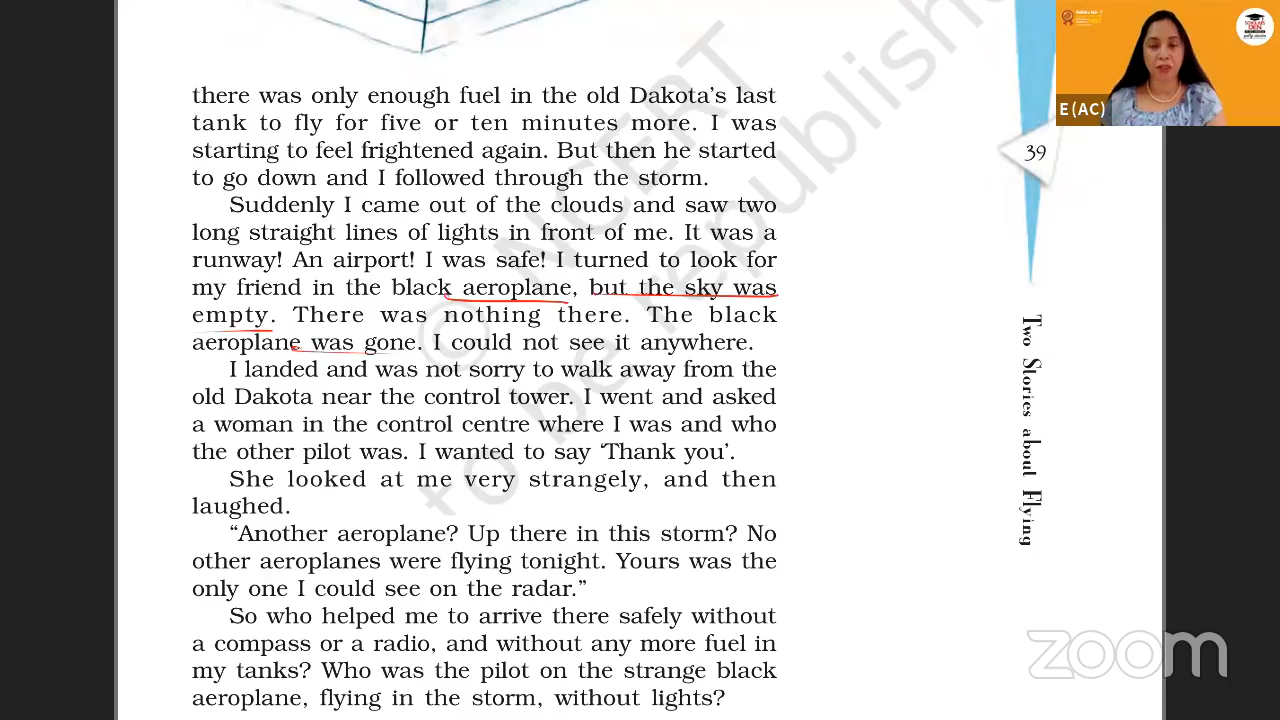 there was only enough fuel in the old Dakota's last
tank to fly for five or ten minutes more. I was
starting to feel frightened again. But then he started
to go down and I followed through the storm.
Suddenly I came out of the clouds and saw two
long straight lines of lights in front of me. It was a
runway! An airport! I was safe! I turned to look for
my friend in the black aeroplane, but the sky was
empty. There was nothing there. The black
aeroplane was gone. I could not see it anywhere.
I landed and was not sorry to walk away from the
old Dakota near the control tower. I went and asked
a woman in the control centre where I was and who
the other pilot was. I wanted to say ‘Thank you’.
She looked at me very strangely, and then
laughed.
“Another aeroplane? Up there in this storm? No
other aeroplanes were flying tonight. Yours was the
only one I could see on the radar.”
So who helped me to arrive there safely without
a compass or a radio, and without any more fuel in
my tanks? Who was the pilot on the strange black
aeroplane, flying in the storm, without lights?
© NCERT
to be republished
E (AC)
39
Two Stories about Flying
zoom